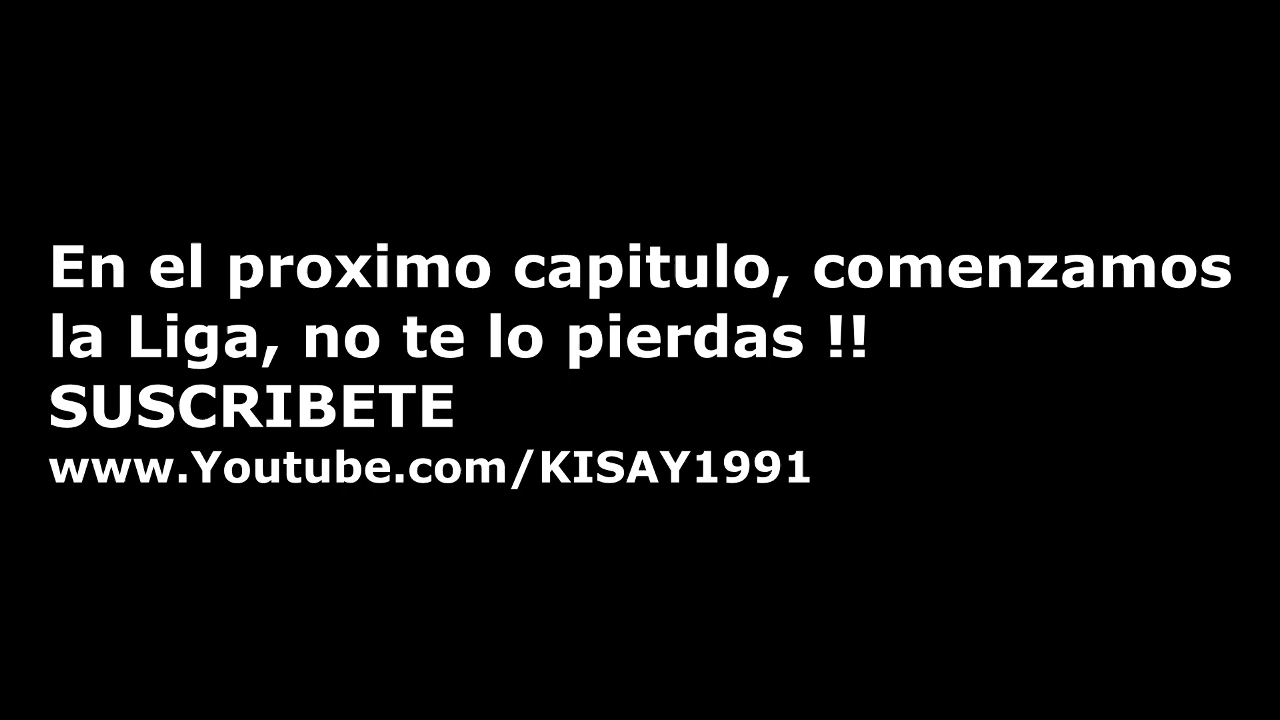 En el proximo capitulo, comenzamos
la Liga, no te lo pierdas !!
SUSCRIBETE
www.Youtube.com/KISAY1991